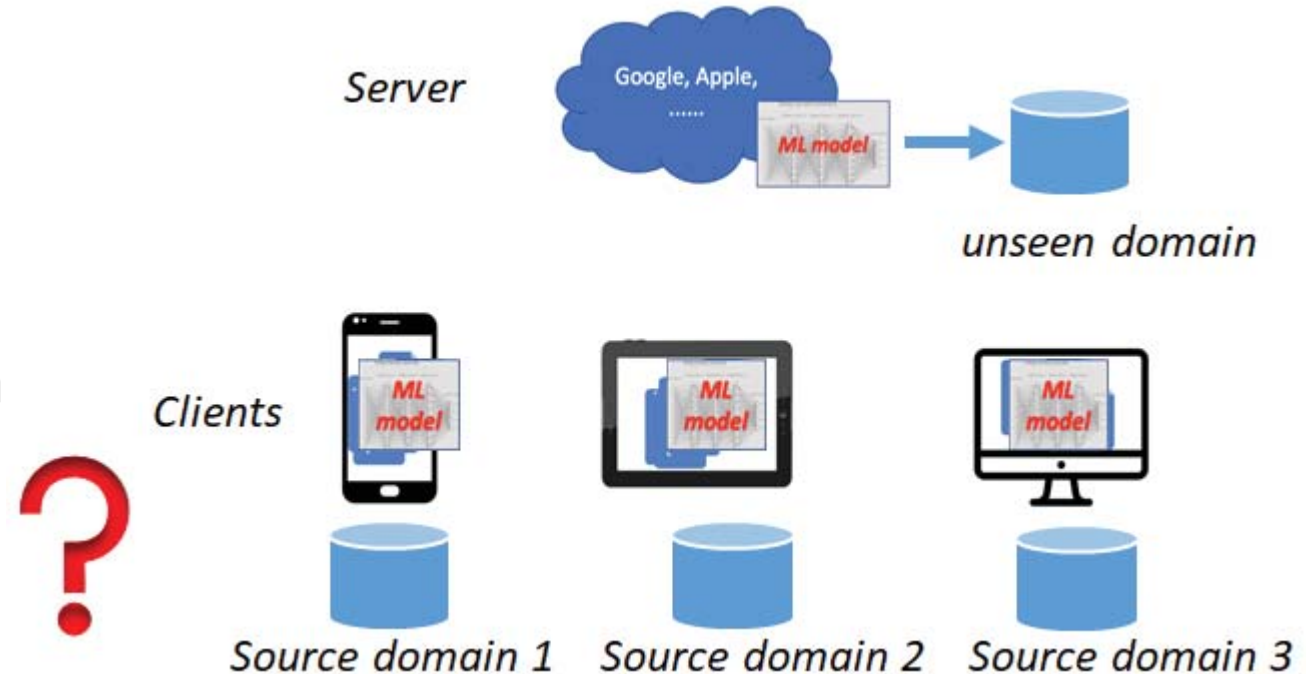 Server
Google, Apple,
......
ML model
unseen domain
Clients
ML
model
ML
model
ML
model
?
Source domain 1
Source domain 2
Source domain 3